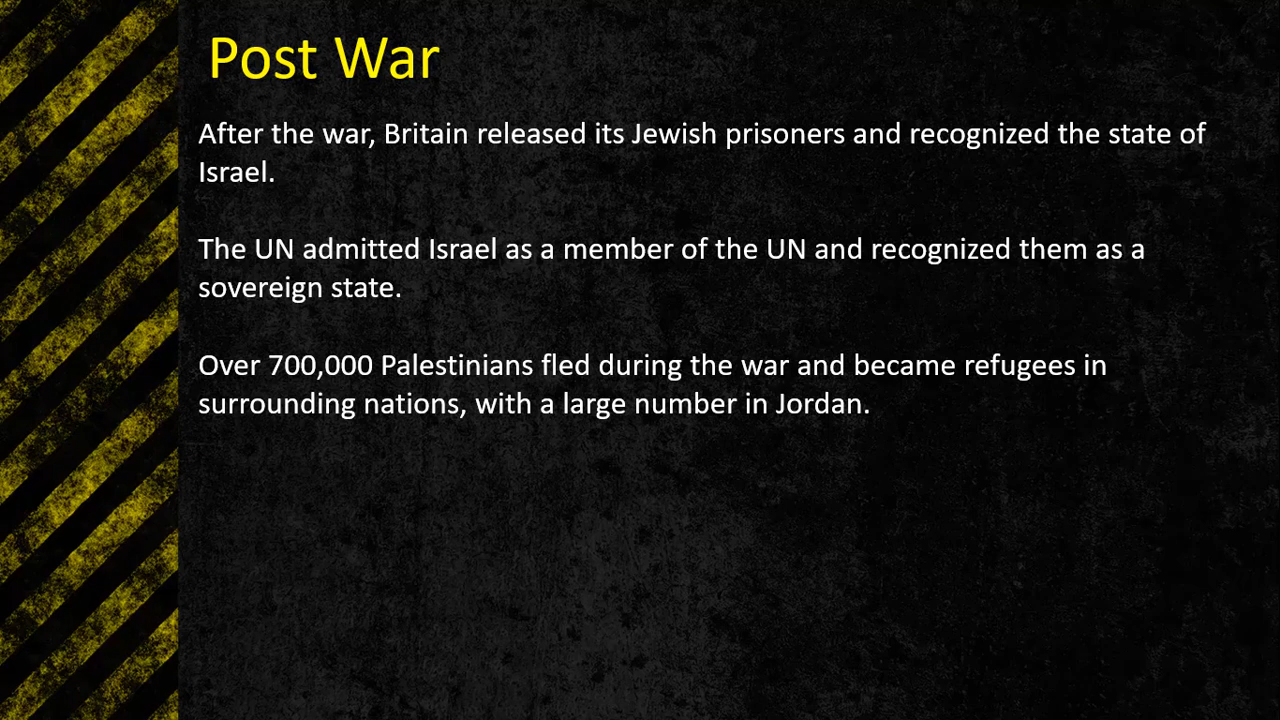 Post War
After the war, Britain released its Jewish prisoners and recognized the state of
Israel.
The UN admitted Israel as a member of the UN and recognized them as a
sovereign state.
Over 700,000 Palestinians fled during the war and became refugees in
surrounding nations, with a large number in Jordan.